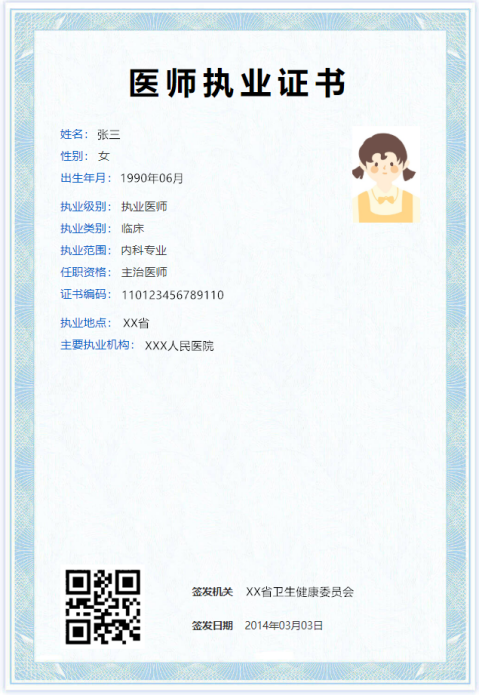 医师执业证书
姓名： 张三
性别： 女
出生年月： 1990年06月
执业级别： 执业医师
执业类别： 临床
执业范围： 内科专业
任职资格： 主治医师
证书编码： 110123456789110
执业地点： XX省
主要执业机构： XXX人民医院
签发机关 XX省卫生健康委员会
签发日期 2014年03月03日